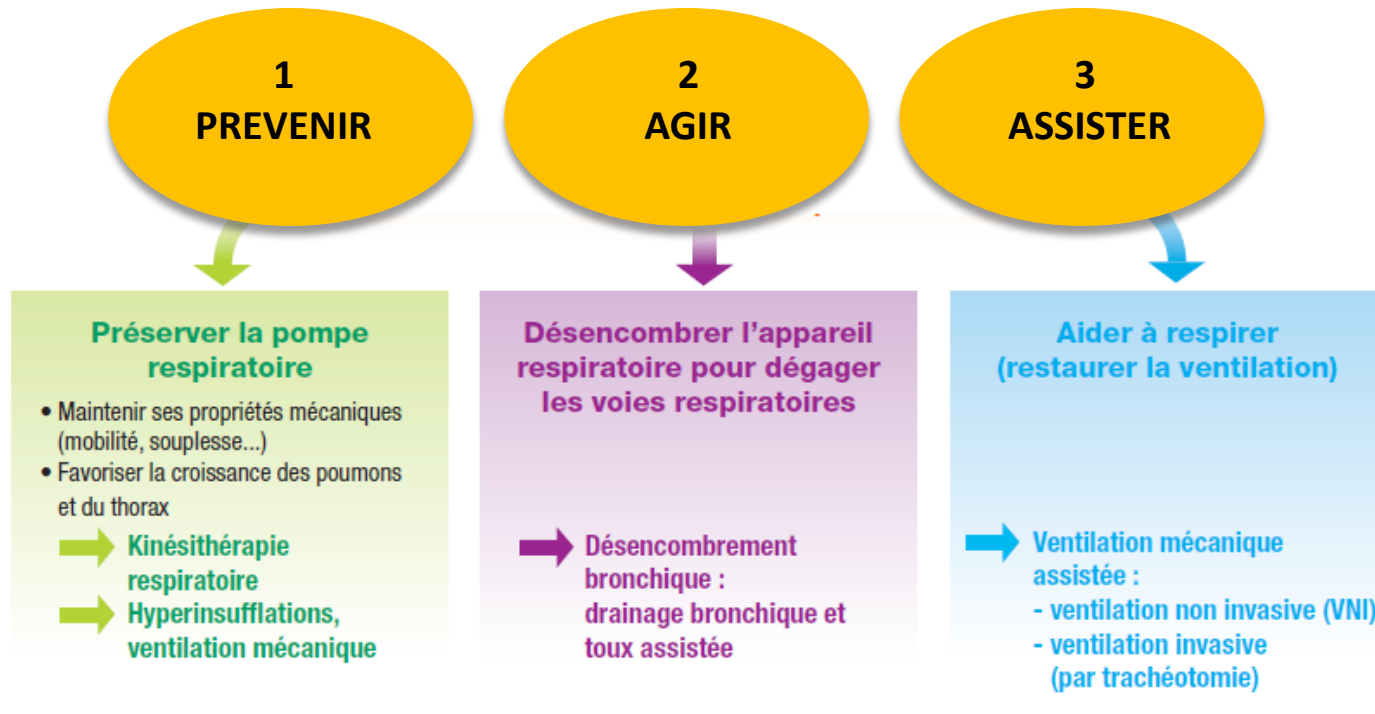 1
PREVENIR
2
AGIR
3
ASSISTER
Préserver la pompe
respiratoire
• Maintenir ses propriétés mécaniques
(mobilité, souplesse...)
• Favoriser la croissance des poumons
et du thorax
Kinésithérapie
respiratoire
Hyperinsufflations,
ventilation mécanique
Désencombrer l’appareil
respiratoire pour dégager
les voies respiratoires
Désencombrement
bronchique :
drainage bronchique et
toux assistée
Aider à respirer
(restaurer la ventilation)
Ventilation mécanique
assistée :
- ventilation non invasive (VNI)
- ventilation invasive
(par trachéotomie)